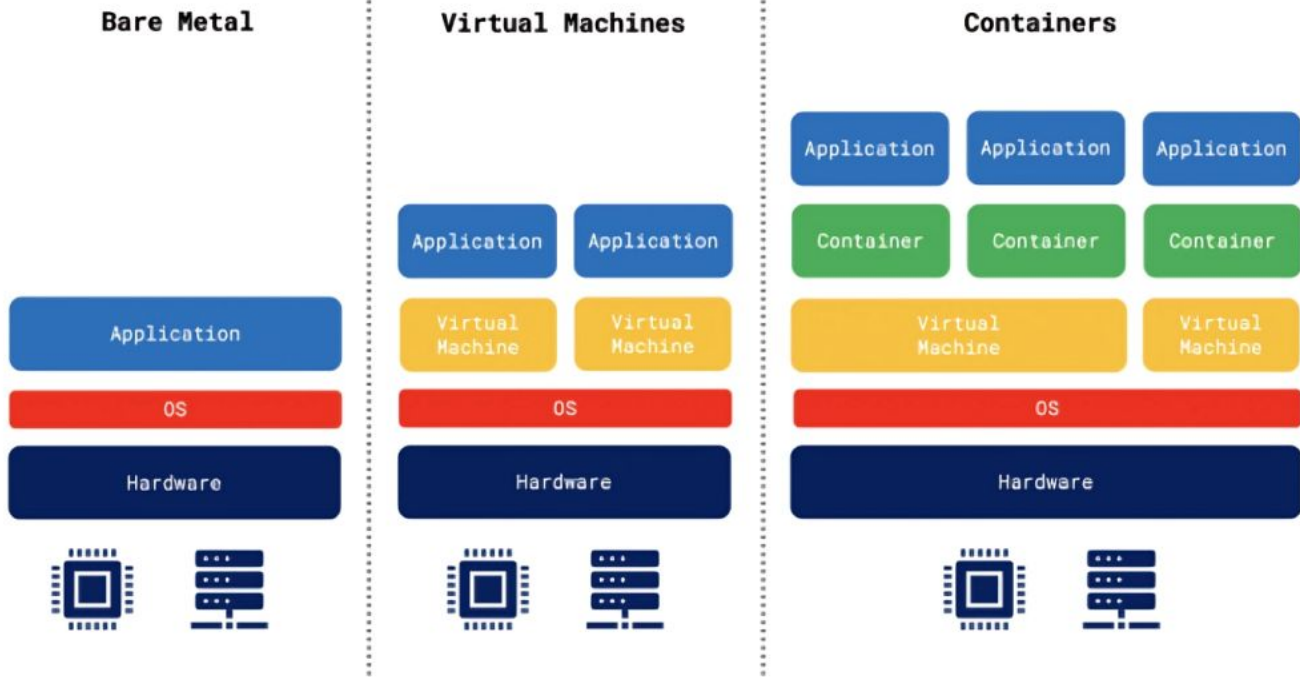 Bare Metal
Virtual Machines
Containers
Application
Application
Application
Application
Application
Container
Container
Container
Application
Virtual
Machine
Virtual
Machine
Virtual
Machine
Virtual
Machine
OS
OS
OS
Hardware
Hardware
Hardware